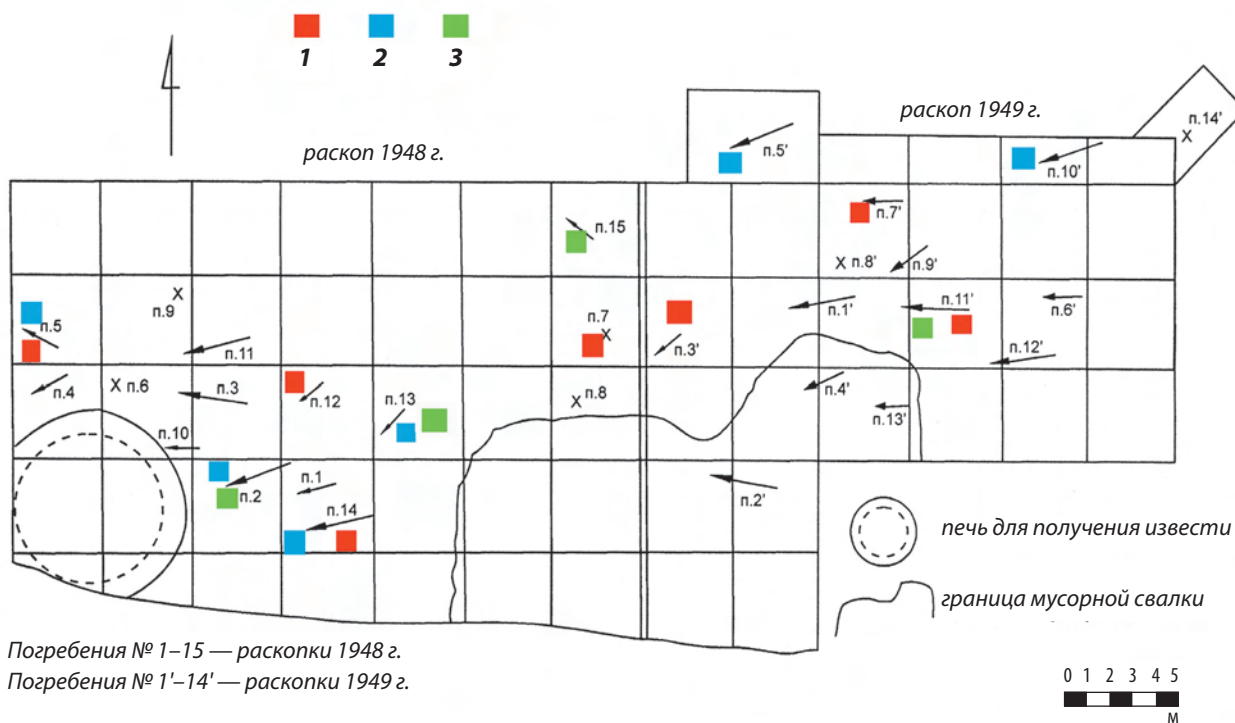 1 2 3
раскоп 1948 г.
раскоп 1949 г.
п.14'
п.5'
п.10'
п.7'
п.15
п.8' п.9'
п.9
п.5
п.11
п.7
п.3'
п.1'
п.11'
п.6'
п.12'
п.4
п.6
п.3
п.12
п.13
п.8
п.4'
п.13'
п.10
п.2
п.1
п.14
п.2'
печь для получения извести
граница мусорной свалки
Погребения № 1–15 — раскопки 1948 г.
Погребения № 1'–14' — раскопки 1949 г.
0 1 2 3 4 5
М